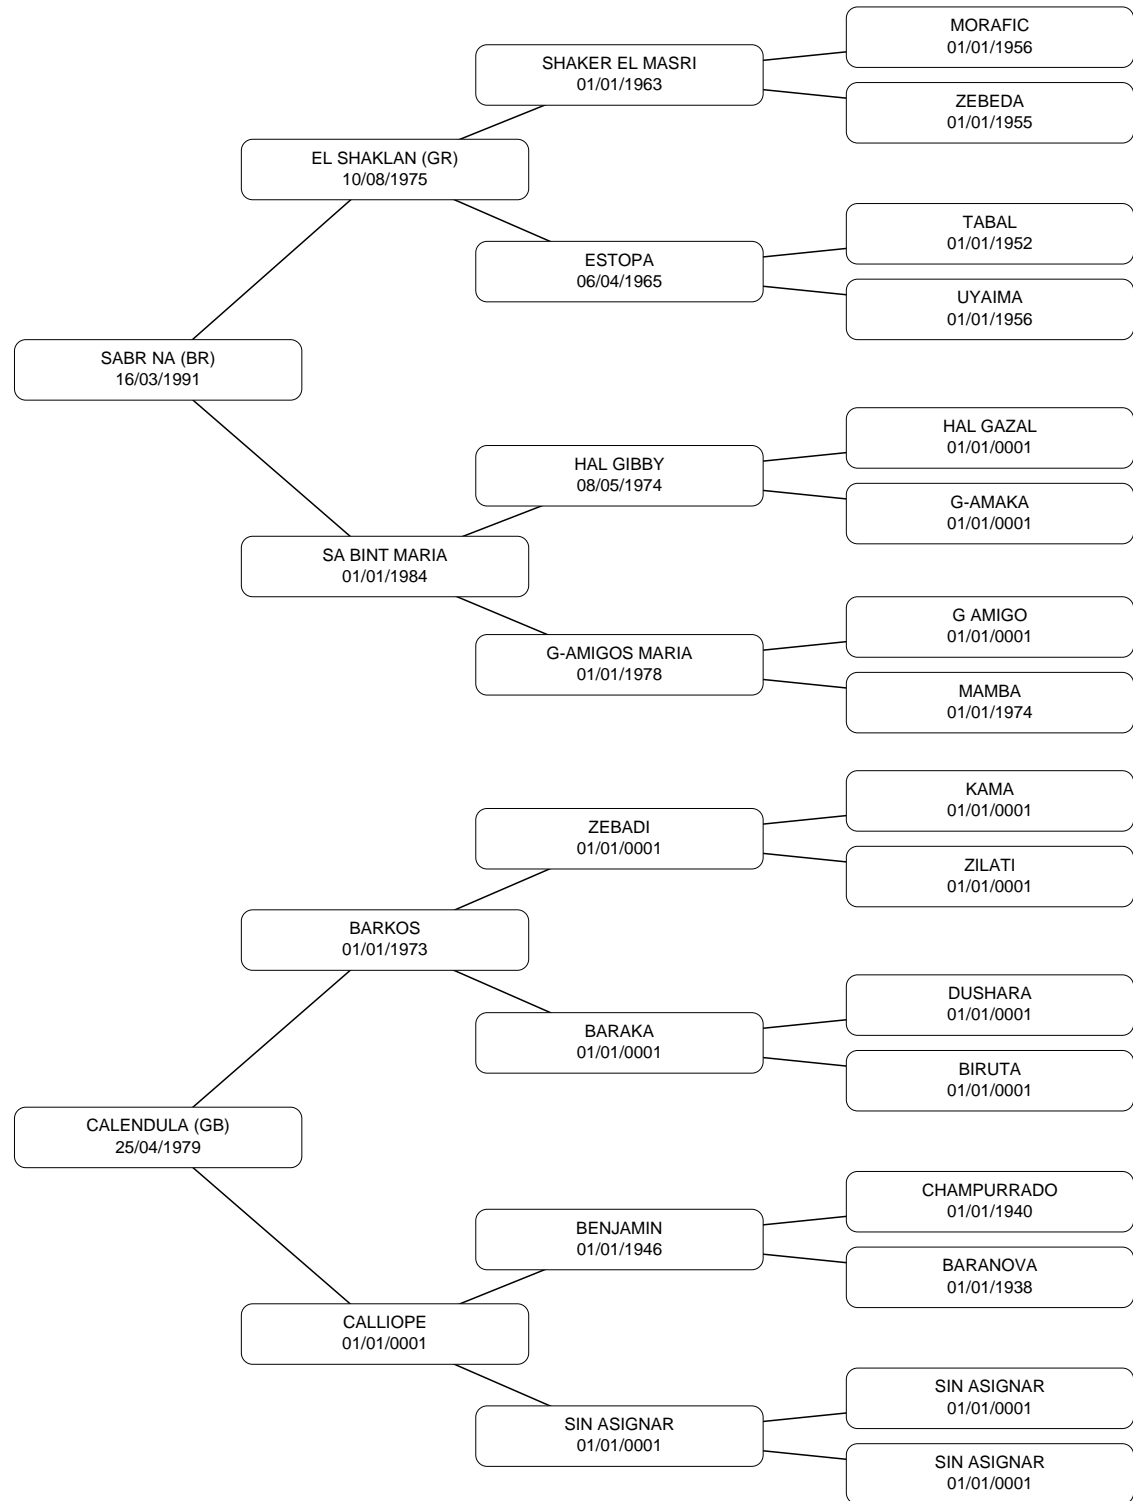 MORAFIC
01/01/1956
SHAKER EL MASRI
01/01/1963
ZEBEDA
01/01/1955
EL SHAKLAN (GR)
10/08/1975
TABAL
01/01/1952
ESTOPA
06/04/1965
UYAIMA
01/01/1956
SABR NA (BR)
16/03/1991
HAL GAZAL
01/01/0001
HAL GIBBY
08/05/1974
G-AMAKA
01/01/0001
SA BINT MARIA
01/01/1984
G AMIGO
01/01/0001
G-AMIGOS MARIA
01/01/1978
MAMBA
01/01/1974
KAMA
01/01/0001
ZEBADI
01/01/0001
ZILATI
01/01/0001
BARKOS
01/01/1973
DUSHARA
01/01/0001
BARAKA
01/01/0001
BIRUTA
01/01/0001
CALENDULA (GB)
25/04/1979
CHAMPURRADO
01/01/1940
BENJAMIN
01/01/1946
BARANOVA
01/01/1938
CALLIOPE
01/01/0001
SIN ASIGNAR
01/01/0001
SIN ASIGNAR
01/01/0001
SIN ASIGNAR
01/01/0001